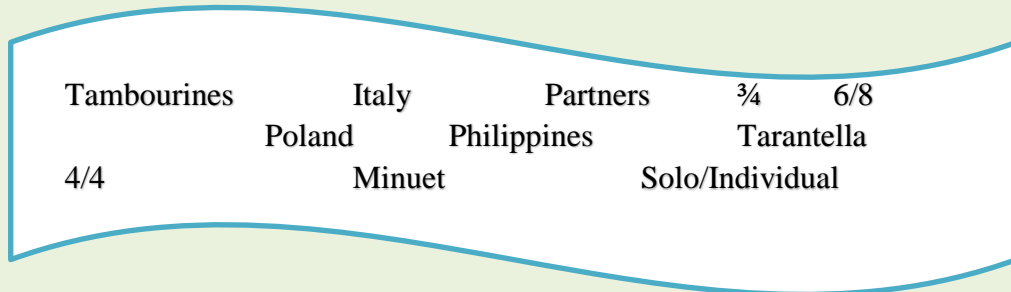 Tambourines Italy Partners ¾ 6/8
Poland Philippines Tarantella
4/4 Minuet Solo/Individual